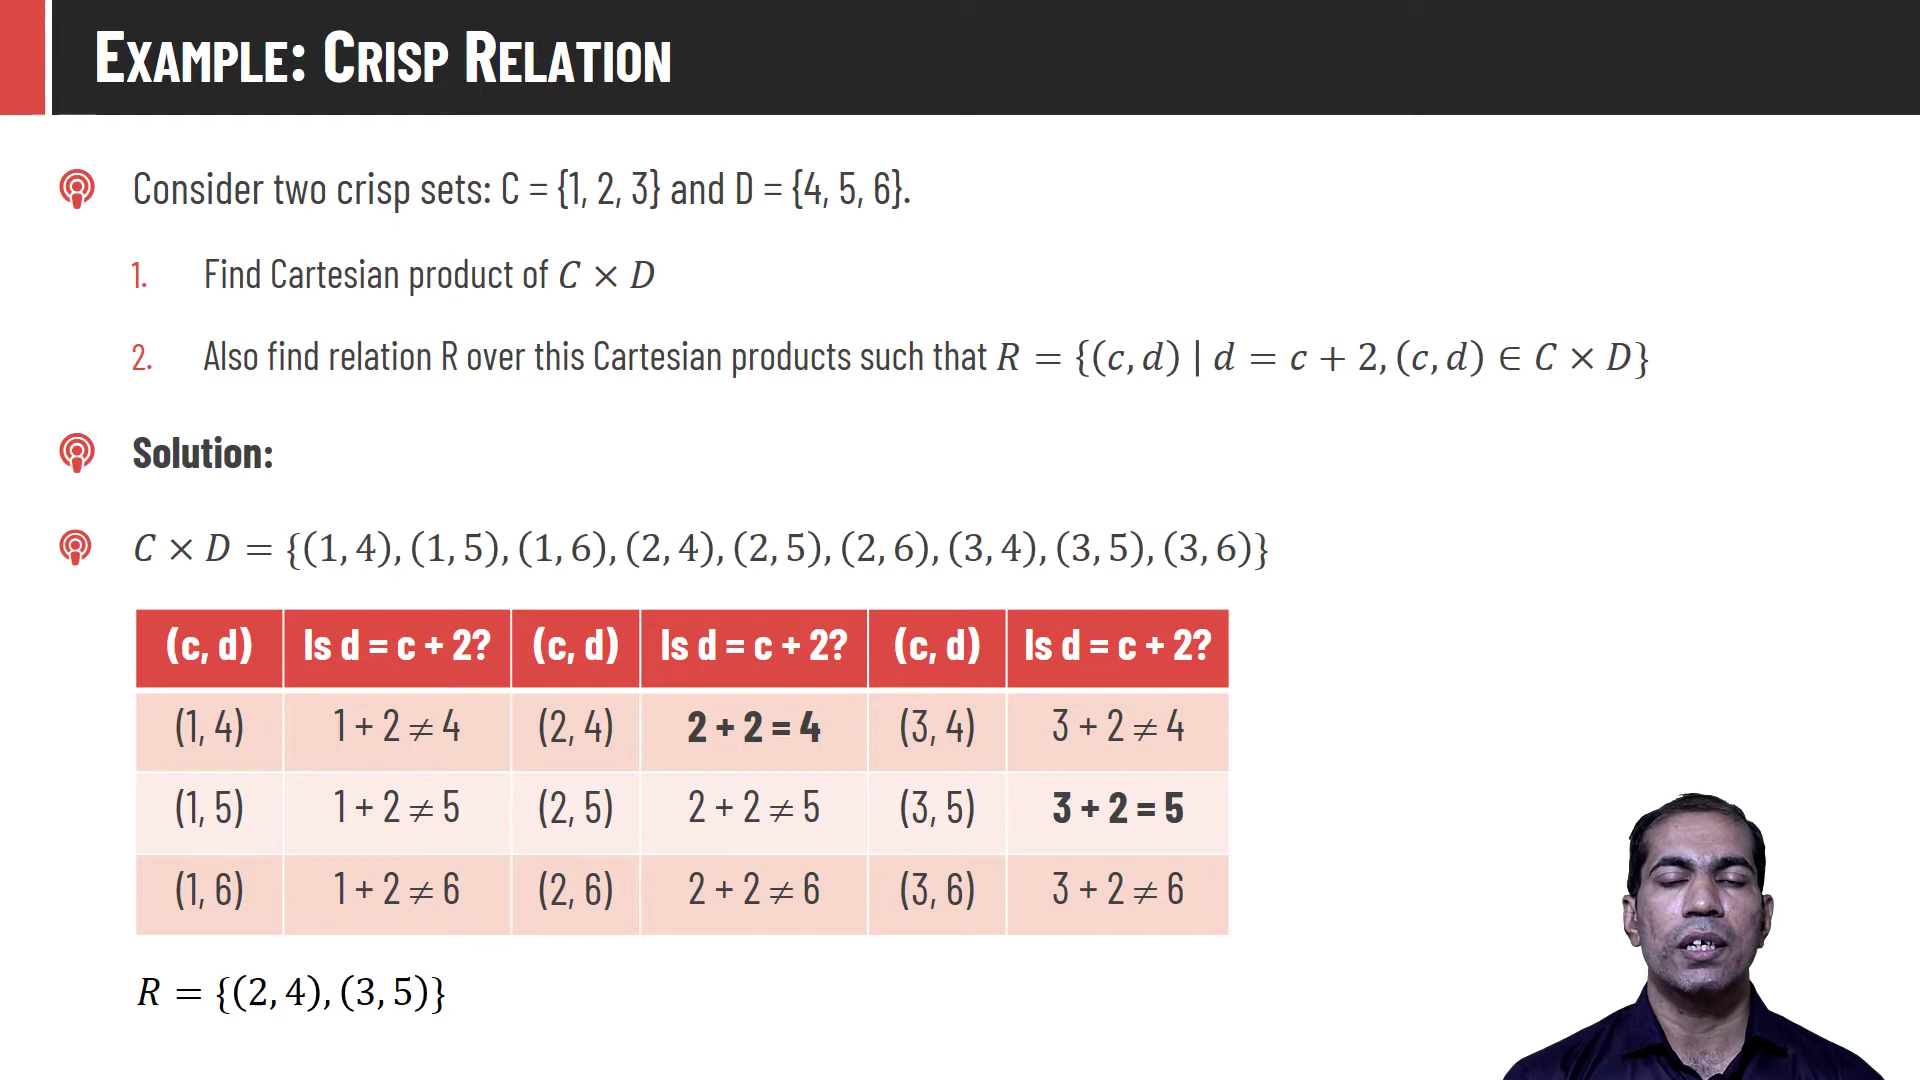 EXAMPLE: CRISP RELATION
Consider two crisp sets: C = {1, 2, 3} and D = {4, 5, 6}.
1. Find Cartesian product of C × D
2. Also find relation R over this Cartesian products such that R = {(c, d) | d = c + 2, (c, d) ∈ C × D}
Solution:
C × D = {(1, 4), (1, 5), (1, 6), (2, 4), (2, 5), (2, 6), (3, 4), (3, 5), (3, 6)}
(c, d) Is d = c + 2? (c, d) Is d = c + 2? (c, d) Is d = c + 2?
(1, 4) 1 + 2 ≠ 4 (2, 4) 2 + 2 = 4 (3, 4) 3 + 2 ≠ 4
(1, 5) 1 + 2 ≠ 5 (2, 5) 2 + 2 ≠ 5 (3, 5) 3 + 2 = 5
(1, 6) 1 + 2 ≠ 6 (2, 6) 2 + 2 ≠ 6 (3, 6) 3 + 2 ≠ 6
R = {(2, 4), (3, 5)}